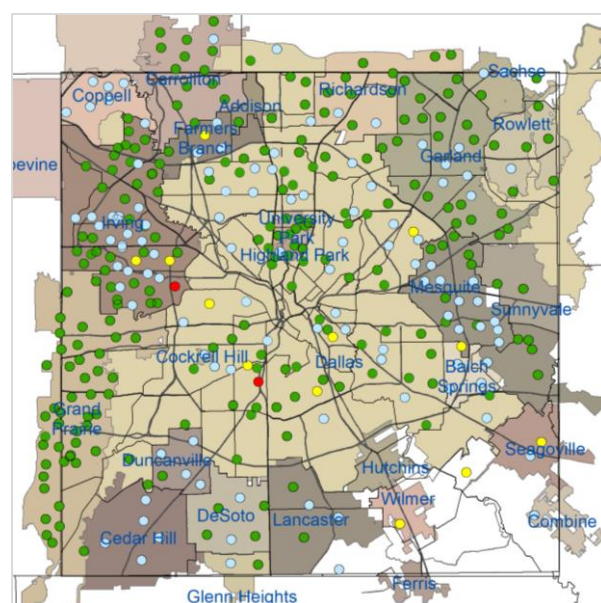 Sachse
Carrollton
Coppell
Richardson
Addison
Rowlett
Farmers
Branch
Garland
pevine
University
Park
Irving
Highland Park
Mesquite
Sunnyvale
Cockrell Hill
Dallas
Balch
Springs
Grand
Prairie
Seagoville
Duncanville
Hutchins
Wilmer
DeSoto
Lancaster
Combine
Cedar Hill
Ferris
Glenn Heights